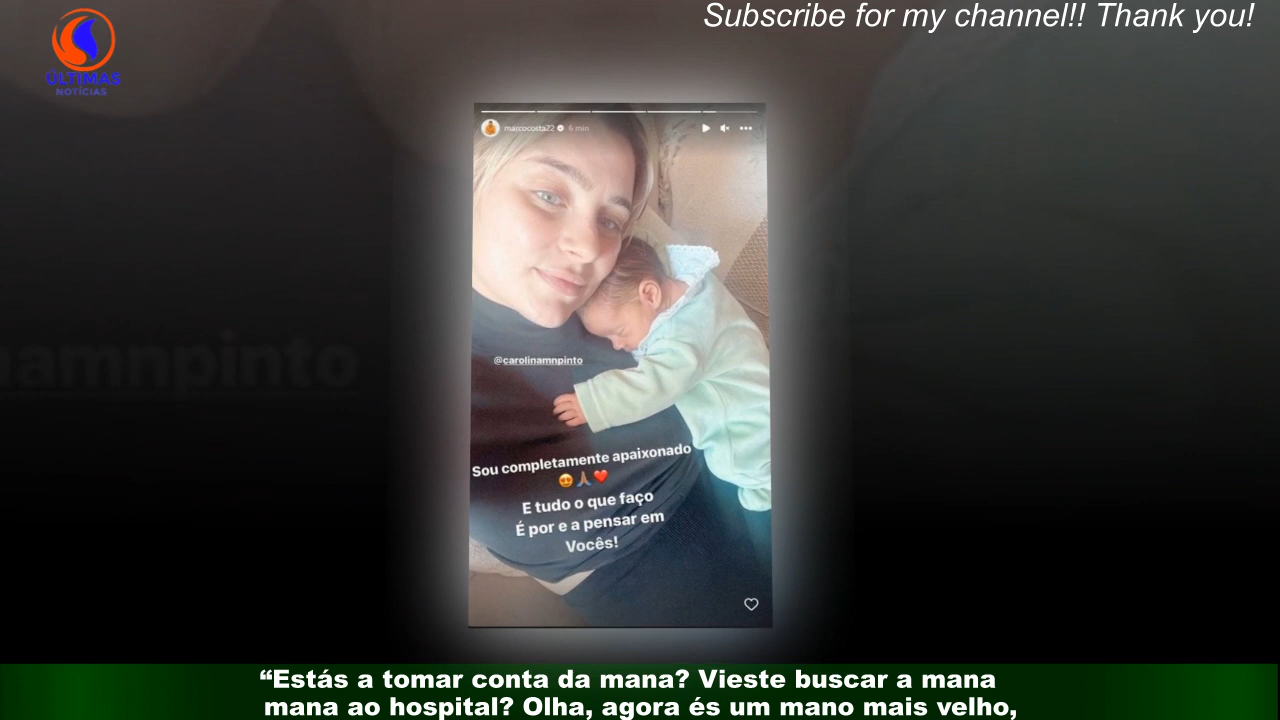 Subscribe for my channel!! Thank you!
ÚLTIMAS
NOTÍCIAS
marcocosta22 6 min
namnpinto
@carolinamnpinto
Sou completamente apaixonado
😍🙏🏾❤️
E tudo o que faço
É por e a pensar em
Vocês!
“Estás a tomar conta da mana? Vieste buscar a mana
mana ao hospital? Olha, agora és um mano mais velho,